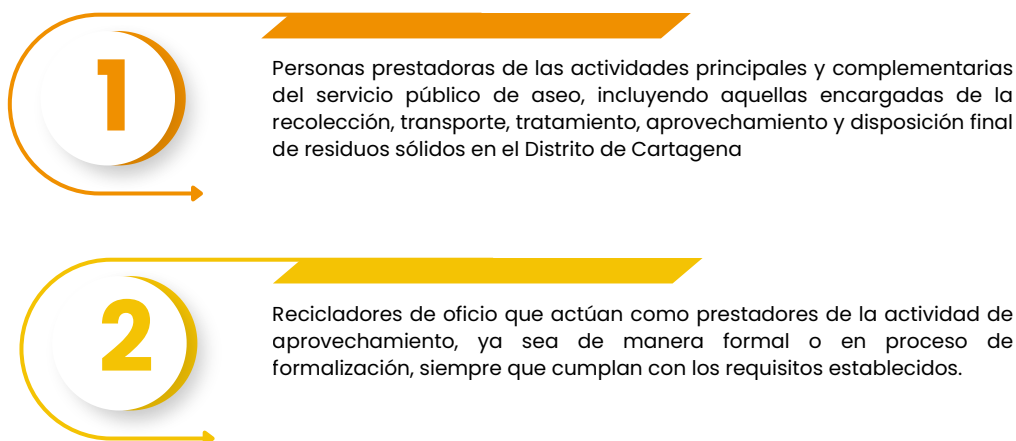 1
Personas prestadoras de las actividades principales y complementarias
del servicio público de aseo, incluyendo aquellas encargadas de la
recolección, transporte, tratamiento, aprovechamiento y disposición final
de residuos sólidos en el Distrito de Cartagena
2
Recicladores de oficio que actúan como prestadores de la actividad de
aprovechamiento, ya sea de manera formal o en proceso de
formalización, siempre que cumplan con los requisitos establecidos.